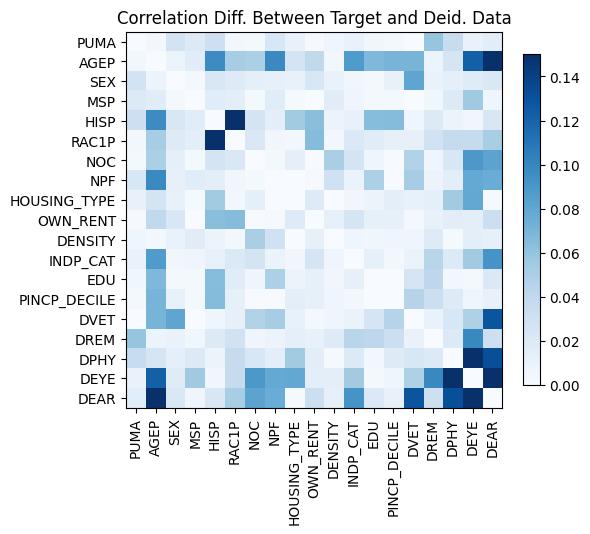 Correlation Diff. Between Target and Deid. Data
PUMA
AGEP
SEX
MSP
HISP
RAC1P
NOC
NPF
HOUSING_TYPE
OWN_RENT
DENSITY
INDP_CAT
EDU
PINCP_DECILE
DVET
DREM
DPHY
DEYE
DEAR
PUMA
AGEP
SEX
MSP
HISP
RAC1P
NOC
NPF
HOUSING_TYPE
OWN_RENT
DENSITY
INDP_CAT
EDU
PINCP_DECILE
DVET
DREM
DPHY
DEYE
DEAR
0.14
0.12
0.10
0.08
0.06
0.04
0.02
0.00